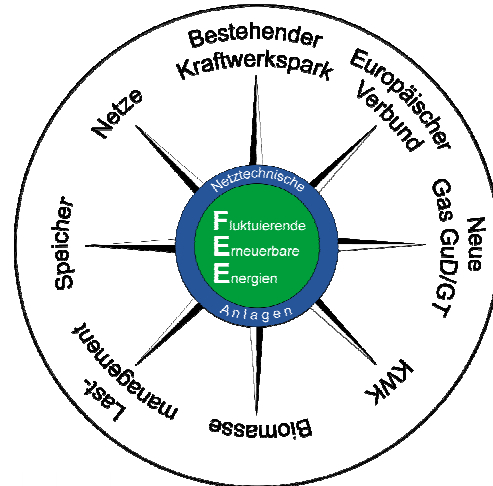 Bestehender
Kraftwerkspark
Europäischer
Verbund
Neue
Gas GuD/GT
KWK
Biomasse
Last-
management
Speicher
Netze
Netztechnische
Fluktuierende
Erneuerbare
Energien
Anlagen